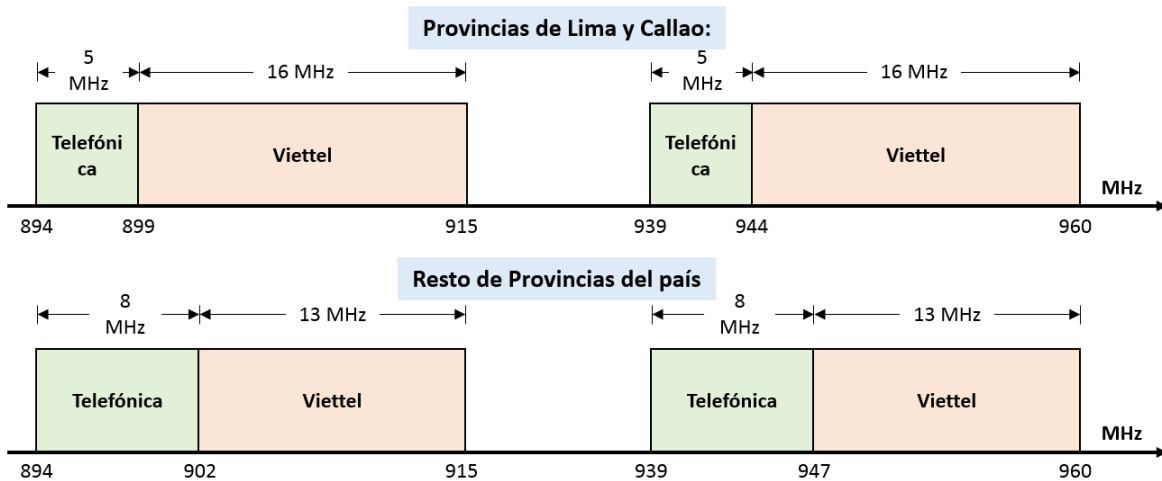 Provincias de Lima y Callao:
5
MHz
16 MHz
5
MHz
16 MHz
Telefóni
ca
Viettel
Telefóni
ca
Viettel
MHz
894
899
915
939
944
960
Resto de Provincias del país
8
MHz
13 MHz
8
MHz
13 MHz
Telefónica
Viettel
Telefónica
Viettel
MHz
894
902
915
939
947
960